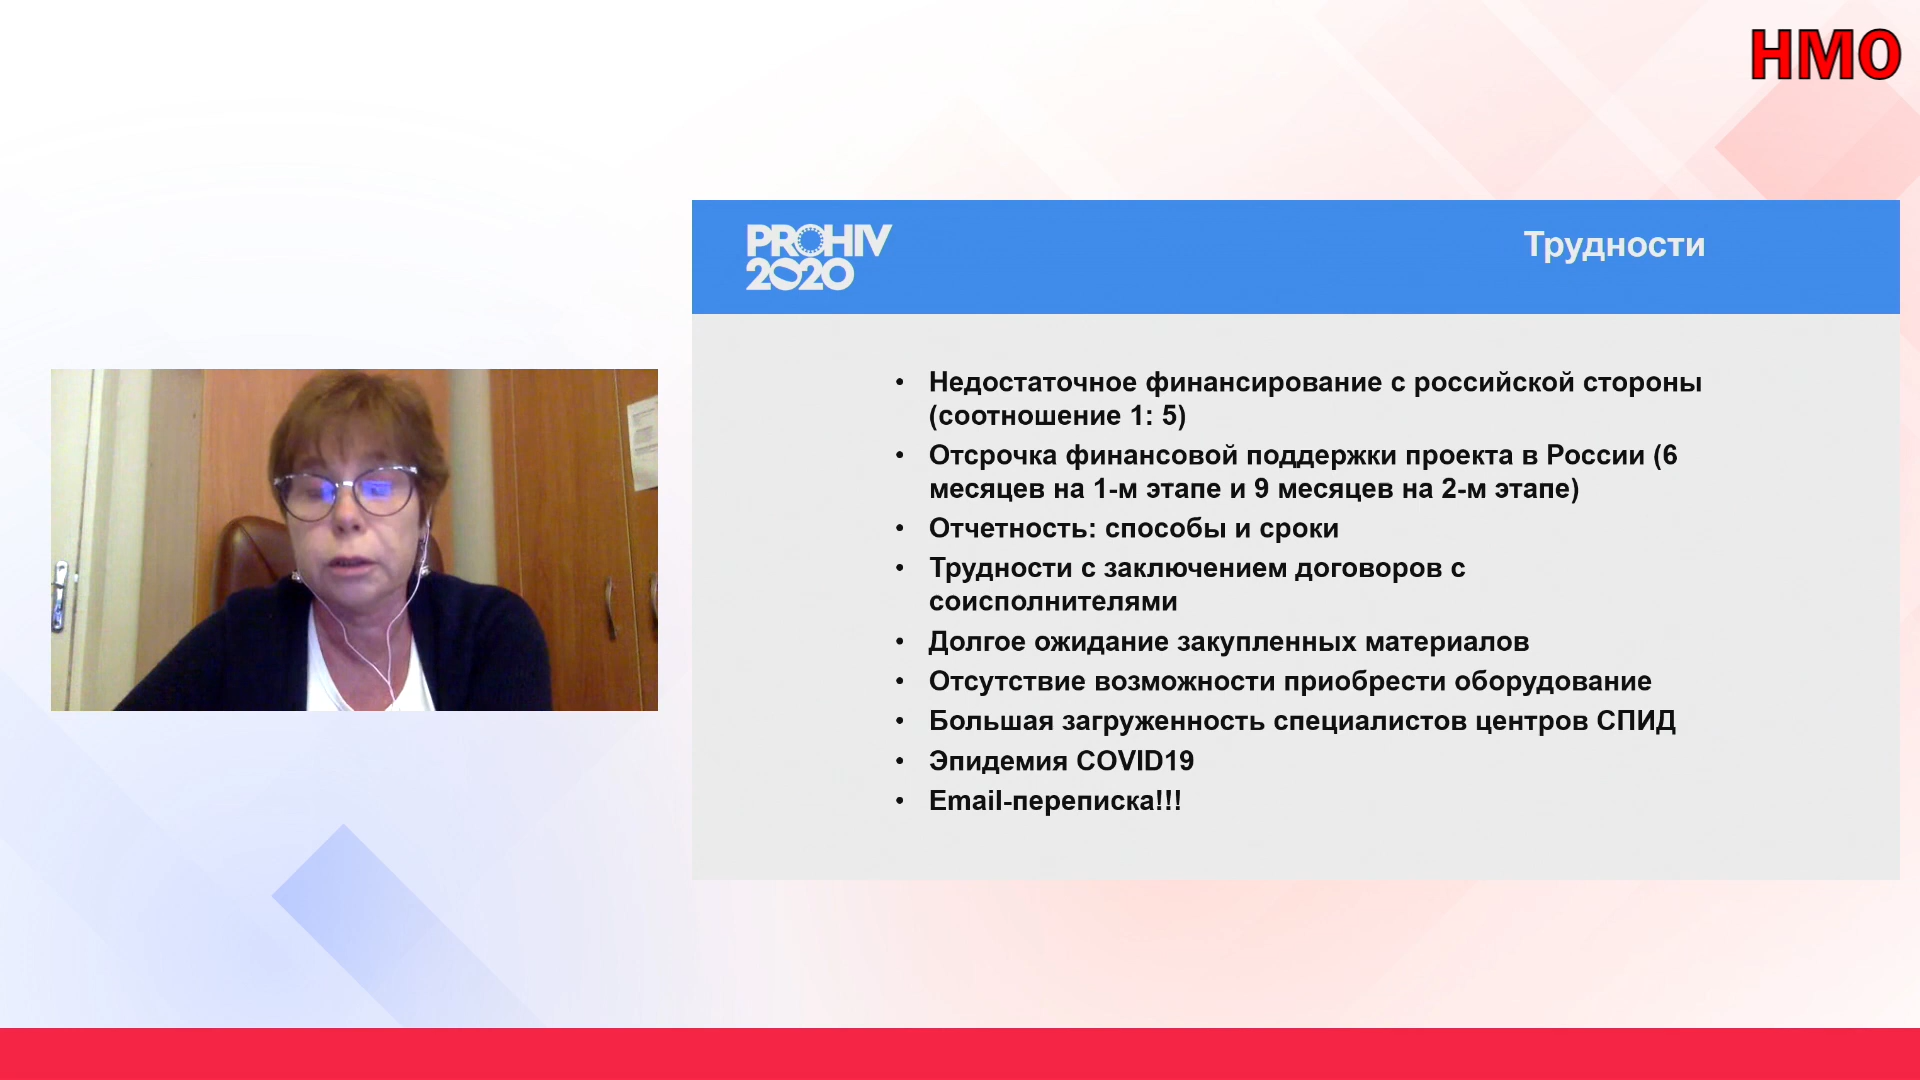 НМО
PROHIV
2020
Трудности
• Недостаточное финансирование с российской стороны
(соотношение 1: 5)
• Отсрочка финансовой поддержки проекта в России (6
месяцев на 1-м этапе и 9 месяцев на 2-м этапе)
• Отчетность: способы и сроки
• Трудности с заключением договоров с
соисполнителями
• Долгое ожидание закупленных материалов
• Отсутствие возможности приобрести оборудование
• Большая загруженность специалистов центров СПИД
• Эпидемия COVID19
• Email-переписка!!!